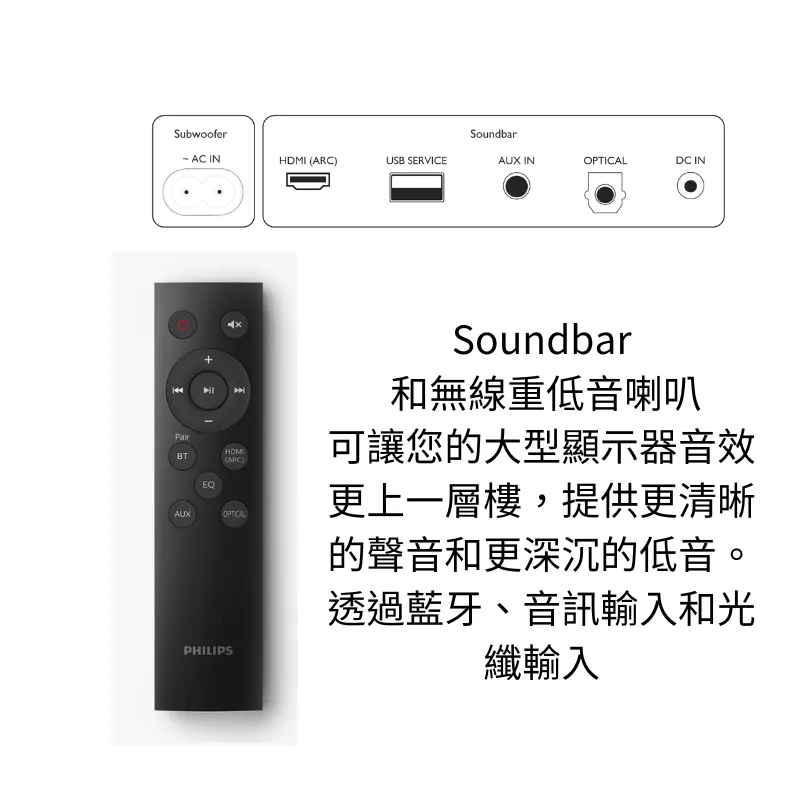 Subwoofer
~ AC IN
Soundbar
HDMI (ARC)
USB SERVICE
AUX IN
OPTICAL
DC IN
Pair
BT
HDMI
(ARC)
EQ
AUX
OPTICAL
PHILIPS
Soundbar
和無線重低音喇叭
可讓您的大型顯示器音效
更上一層樓，提供更清晰
的聲音和更深沉的低音。
透過藍牙、音訊輸入和光
纖輸入